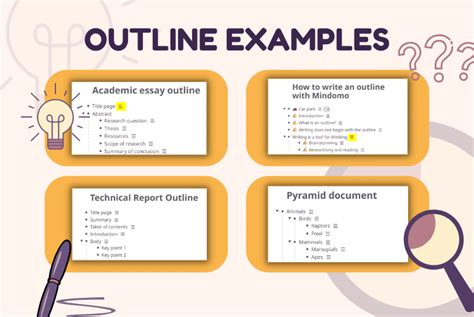 OUTLINE EXAMPLES
Academic essay outline
Title page
Abstract
Research question
Thesis
Resources
Scope of research
Summary of conclusion
How to write an outline
with Mindomo
Car park
Introduction
What is an outline?
Writing does not begin with the outline
Writing is a tool for thinking
Brainstorming
Researching and reading
Technical Report Outline
Title page
Summary
Table of contents
Introduction
Body
Key point 1
Key point 2
Pyramid document
Animals
Birds
Raptors
Fowl
Mammals
Marsupials
Apes
???